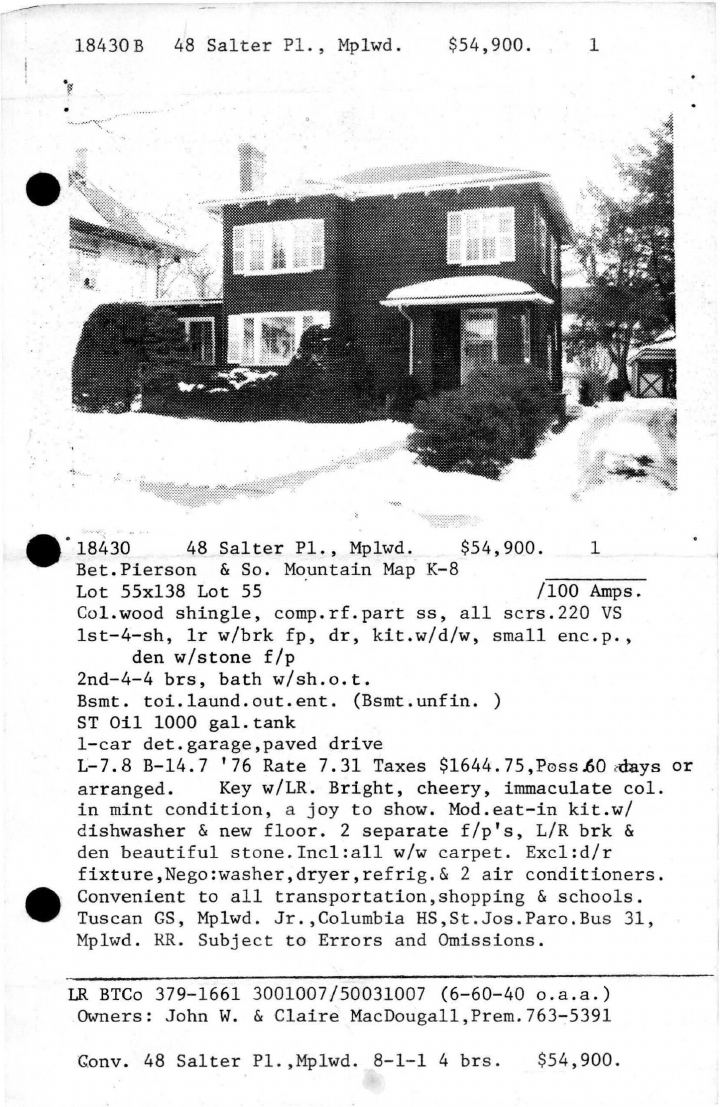 18430B 48 Salter Pl., Mplwd. $54,900. 1
18430 48 Salter Pl., Mplwd. $54,900. 1
Bet.Pierson & So. Mountain Map K-8
Lot 55x138 Lot 55 /100 Amps.
Col.wood shingle, comp.rf.part ss, all scrs.220 VS
1st-4-sh, lr w/brk fp, dr, kit.w/d/w, small enc.p.,
den w/stone f/p
2nd-4-4 brs, bath w/sh.o.t.
Bsmt. toi.laund.out.ent. (Bsmt.unfin. )
ST Oil 1000 gal.tank
1-car det.garage,paved drive
L-7.8 B-14.7 '76 Rate 7.31 Taxes $1644.75,Poss.60 days or
arranged. Key w/LR. Bright, cheery, immaculate col.
in mint condition, a joy to show. Mod.eat-in kit.w/
dishwasher & new floor. 2 separate f/p's, L/R brk &
den beautiful stone.Incl:all w/w carpet. Excl:d/r
fixture,Nego:washer,dryer,refrig.& 2 air conditioners.
Convenient to all transportation,shopping & schools.
Tuscan GS, Mplwd. Jr.,Columbia HS,St.Jos.Paro.Bus 31,
Mplwd. RR. Subject to Errors and Omissions.
LR BTCo 379-1661 3001007/50031007 (6-60-40 o.a.a.)
Owners: John W. & Claire MacDougall,Prem.763-5391
Conv. 48 Salter Pl.,Mplwd. 8-1-1 4 brs. $54,900.